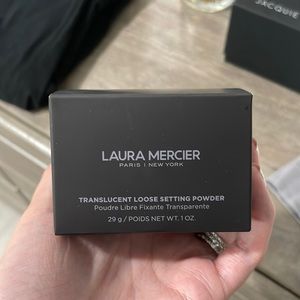 JACQUIE
LAURA MERCIER
PARIS | NEW YORK
TRANSLUCENT LOOSE SETTING POWDER
Poudre Libre Fixante Transparente
29 g / POIDS NET WT. 1 OZ.